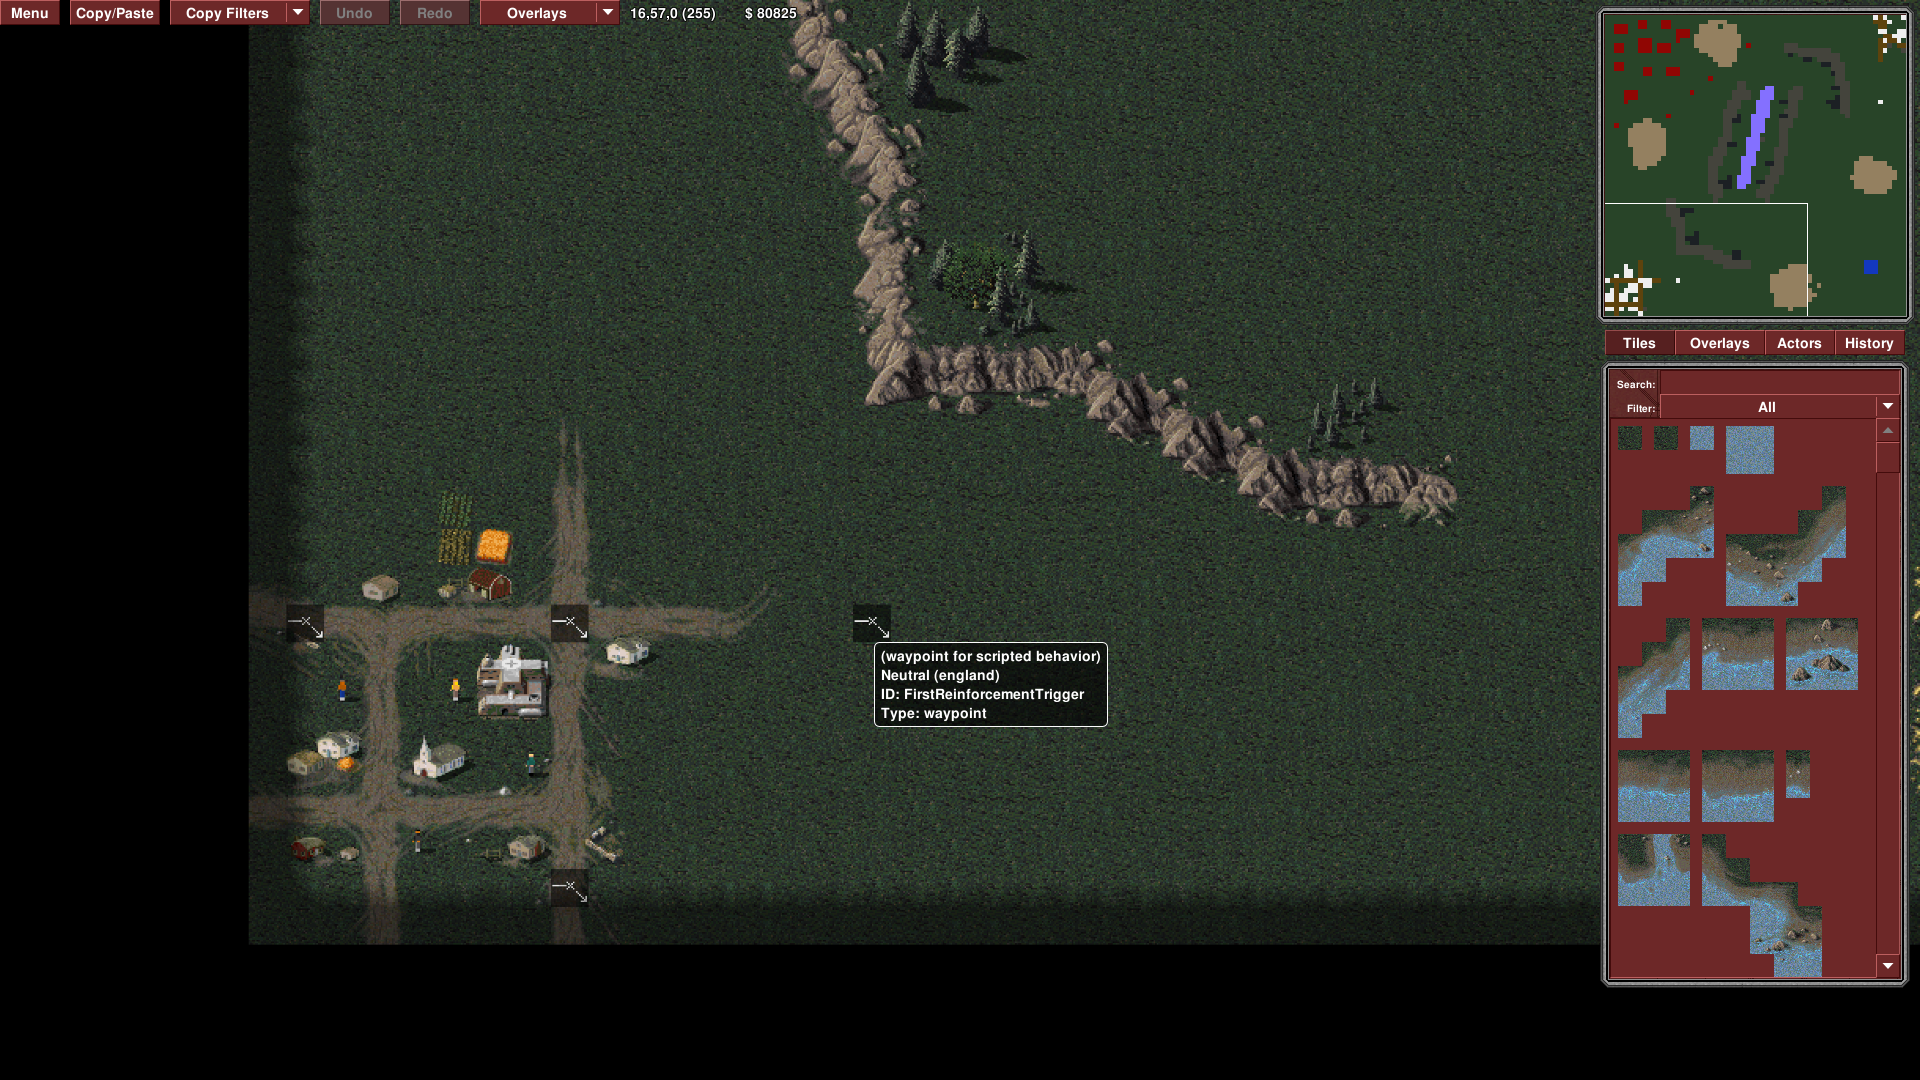 Menu
Copy/Paste
Copy Filters
Undo
Redo
Overlays
16,57,0 (255)
$ 80825
Tiles
Overlays
Actors
History
Search:
Filter:
All
(waypoint for scripted behavior)
Neutral (england)
ID: FirstReinforcementTrigger
Type: waypoint